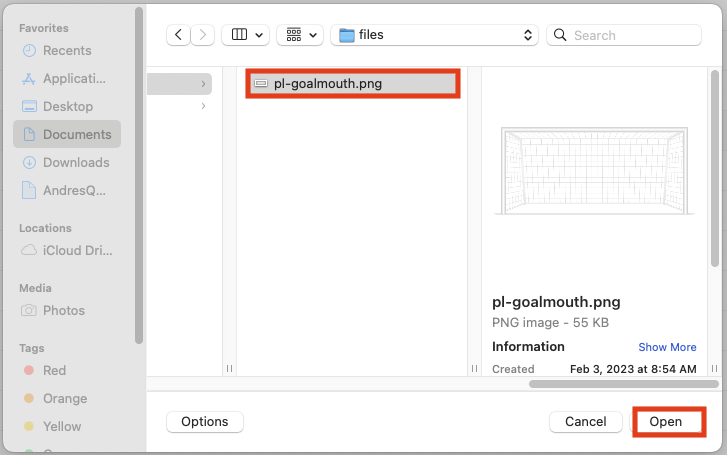 Favorites
Recents
Applicati...
Desktop
Documents
Downloads
AndresQ...
Locations
iCloud Dri...
Media
Photos
Tags
Red
Orange
Yellow
files
Search
pl-goalmouth.png
pl-goalmouth.png
PNG image - 55 KB
Information
Show More
Created
Feb 3, 2023 at 8:54 AM
Options
Cancel
Open